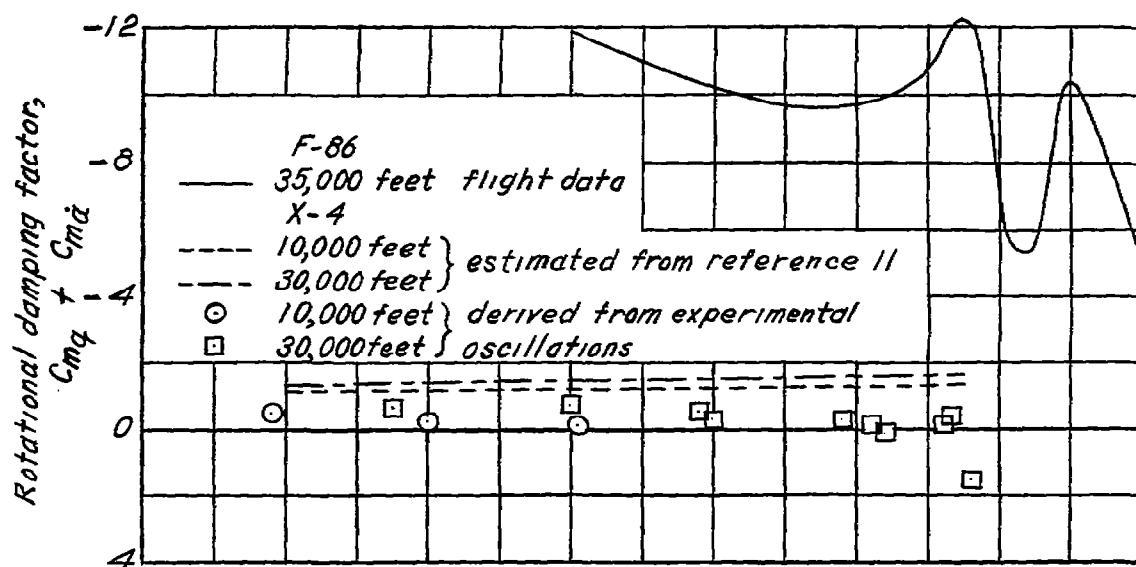 Rotational damping factor,
Cmq + Cmα̇
-12
-8
-4
0
4
F-86
35,000 feet flight data
X-4
10,000 feet } estimated from reference 11
30,000 feet
10,000 feet } derived from experimental
30,000 feet } oscillations